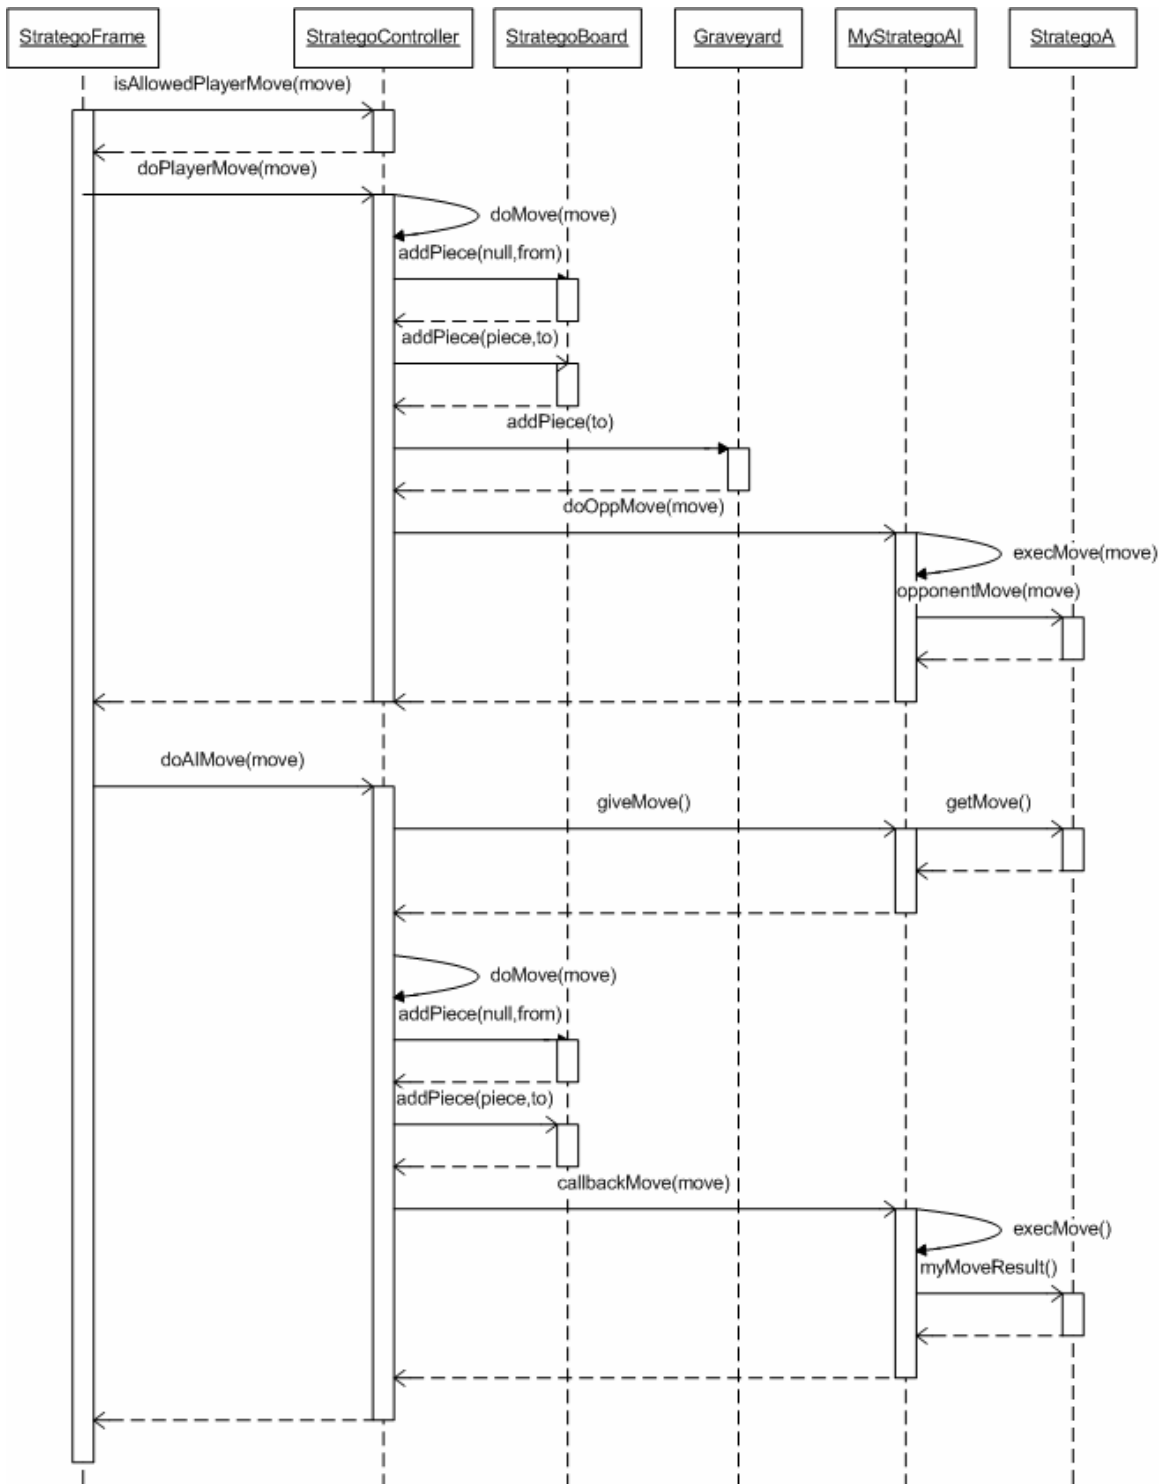 StrategoFrame
StrategoController
StrategoBoard
Graveyard
MyStrategoAI
StrategoA
isAllowedPlayerMove(move)
doPlayerMove(move)
doMove(move)
addPiece(null,from)
addPiece(piece,to)
addPiece(to)
doOppMove(move)
execMove(move)
opponentMove(move)
doAIMove(move)
giveMove()
getMove()
doMove(move)
addPiece(null,from)
addPiece(piece,to)
callbackMove(move)
execMove()
myMoveResult()